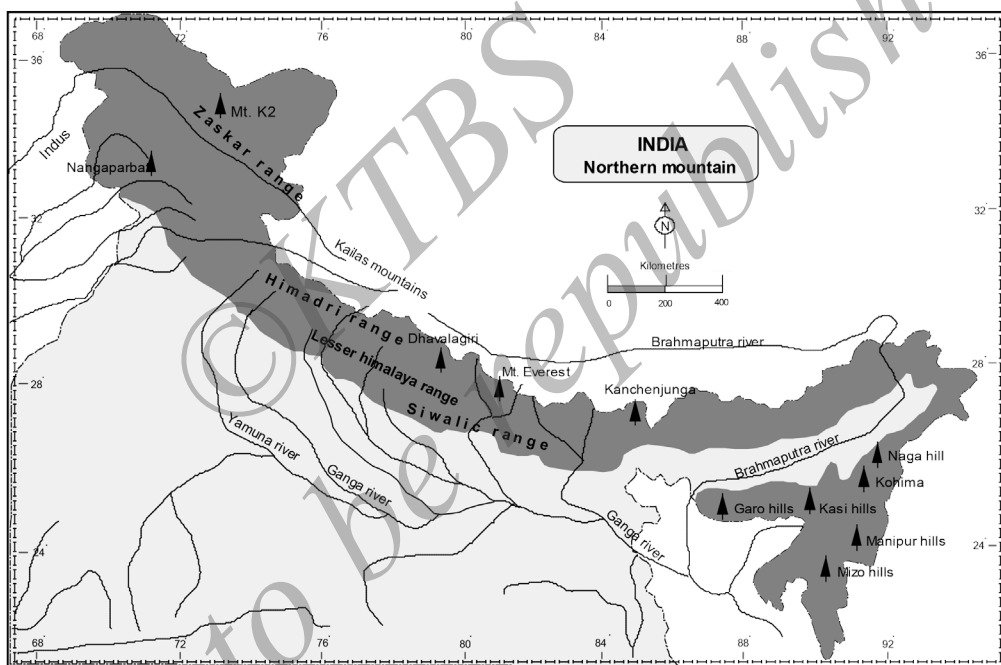 68
72
76
80
84
88
92
36
36
Mt. K2
Zaskar range
Indus
INDIA
Northern mountain
Nangaparbat
32
32
N
Kailas mountains
Kilometres
0 200 400
Himadri range
Dhavalagiri
Brahmaputra river
Lesser himalaya range
Mt. Everest
28
28
Kanchenjunga
Siwalic range
Yamuna river
Naga hill
Brahmaputra river
Kohima
Ganga river
Garo hills
Kasi hills
Ganga river
Manipur hills
24
24
Mizo hills
68
72
76
80
84
88
92
© KTBS
to be republish